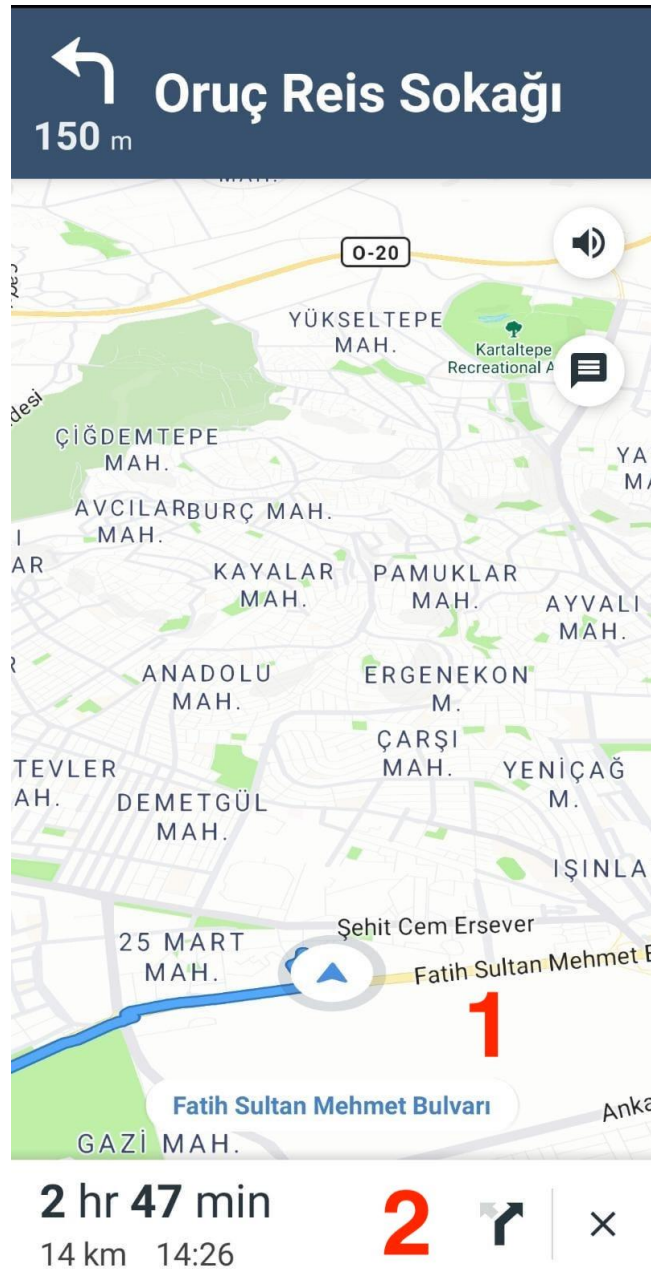 Oruç Reis Sokağı
150 m
O-20
YÜKSELTEPE
MAH.
Kartaltepe
Recreational A
ÇİĞDEMTEPE
MAH.
YA
AVCILAR
MAH.
BURÇ MAH.
AR
KAYALAR
MAH.
PAMUKLAR
MAH.
AYVALI
MAH.
ANADOLU
MAH.
ERGENEKON
M.
ÇARŞI
MAH.
TEVLER
AH.
YENİÇAĞ
M.
DEMETGÜL
MAH.
IŞINLA
25 MART
MAH.
Şehit Cem Ersever
Fatih Sultan Mehmet B
1
Fatih Sultan Mehmet Bulvarı
Anka
GAZİ MAH.
2 hr 47 min
2
14 km 14:26